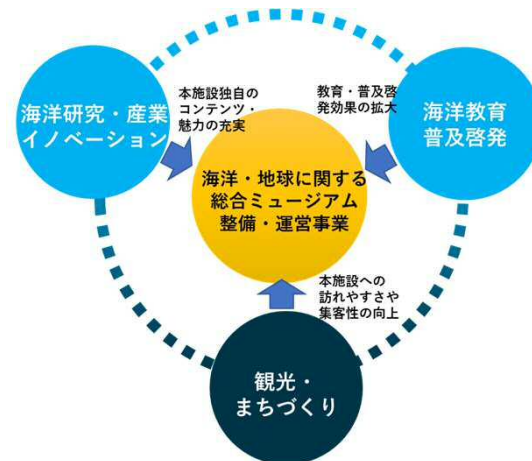 海洋研究・産業
イノベーション
本施設独自の
コンテンツ・
魅力の充実
教育・普及啓
発効果の拡大
海洋教育
普及啓発
海洋・地球に関する
総合ミュージアム
整備・運営事業
本施設への
訪れやすさや
集客性の向上
観光・
まちづくり